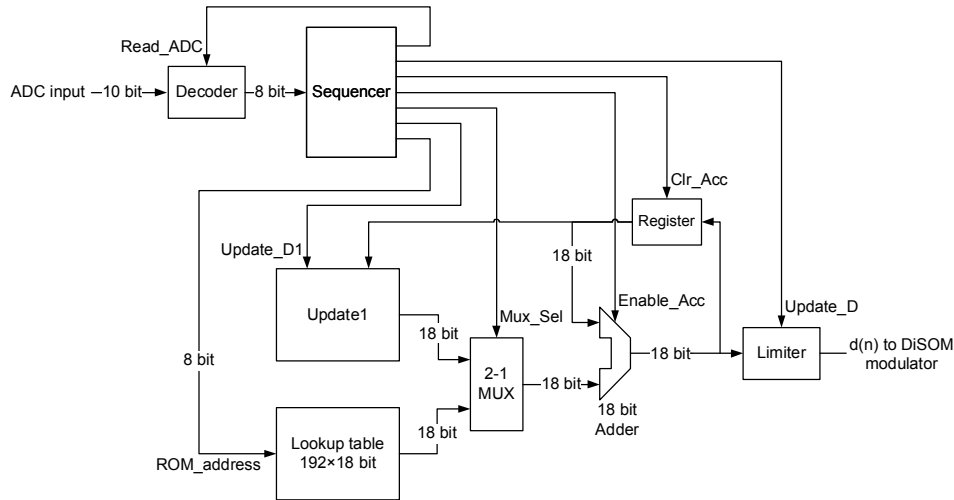 Read_ADC
ADC input
10 bit
Decoder
8 bit
Sequencer
Clr_Acc
Register
Update_D1
18 bit
Enable_Acc
Update_D
Update1
Mux_Sel
18 bit
8 bit
2-1
MUX
18 bit
18 bit
Limiter
d(n) to DiSOM
modulator
18 bit
Adder
18 bit
Lookup table
192×18 bit
ROM_address